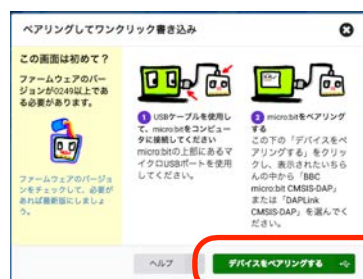 ペアリングしてワンクリック書き込み
この画面は初めて？
ファームウェアのバー
ジョンが0249以上であ
る必要があります。
ファームウェアのバージョ
ンをチェックして、必要が
あれば最新版にしましょ
う。
1 USBケーブルを使用し
て、micro:bitをコンピュー
タに接続してください
micro:bitの上部にあるマ
イクロUSBポートを使用
してください。
2 micro:bitをペアリング
する
この下の「デバイスをペ
アリングする」をクリッ
クし、表示されたいちら
んの中から「BBC
micro:bit CMSIS-DAP」
または「DAPLink
CMSIS-DAP」を選んでく
ださい。
ヘルプ
デバイスをペアリングする